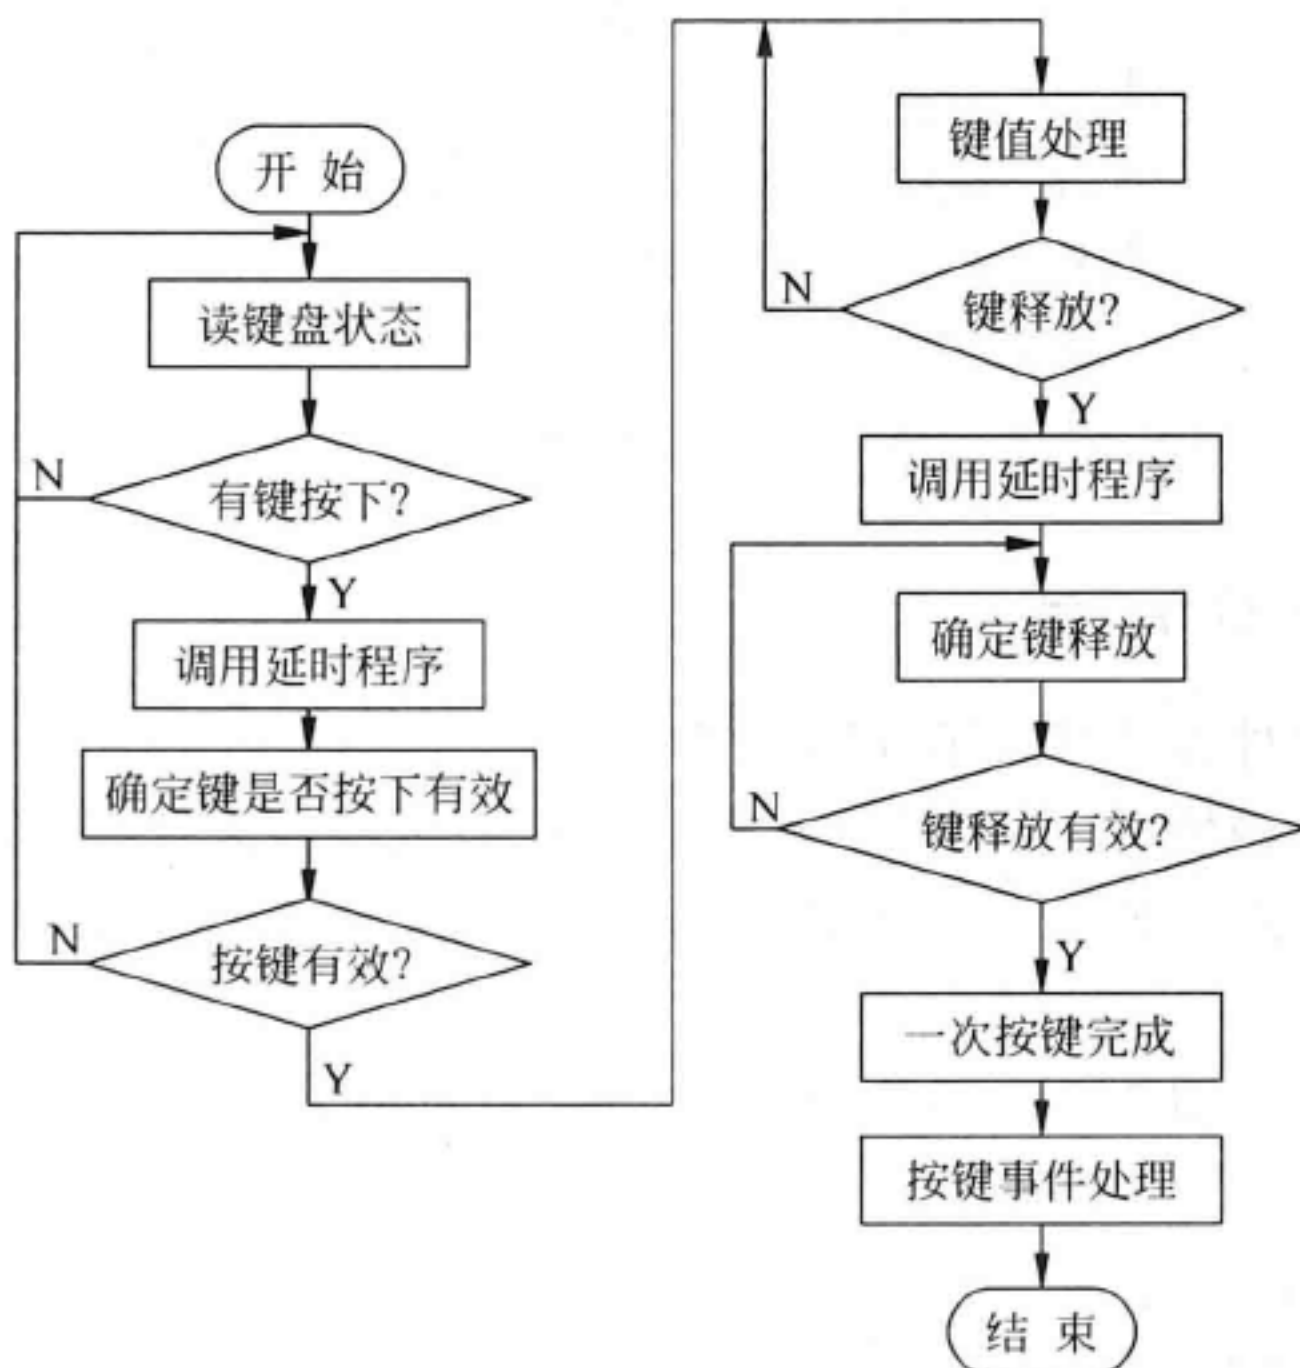 开 始
读键盘状态
N
有键按下?
Y
调用延时程序
确定键是否按下有效
N
按键有效?
Y
键值处理
N
键释放?
Y
调用延时程序
确定键释放
N
键释放有效?
Y
一次按键完成
按键事件处理
结 束